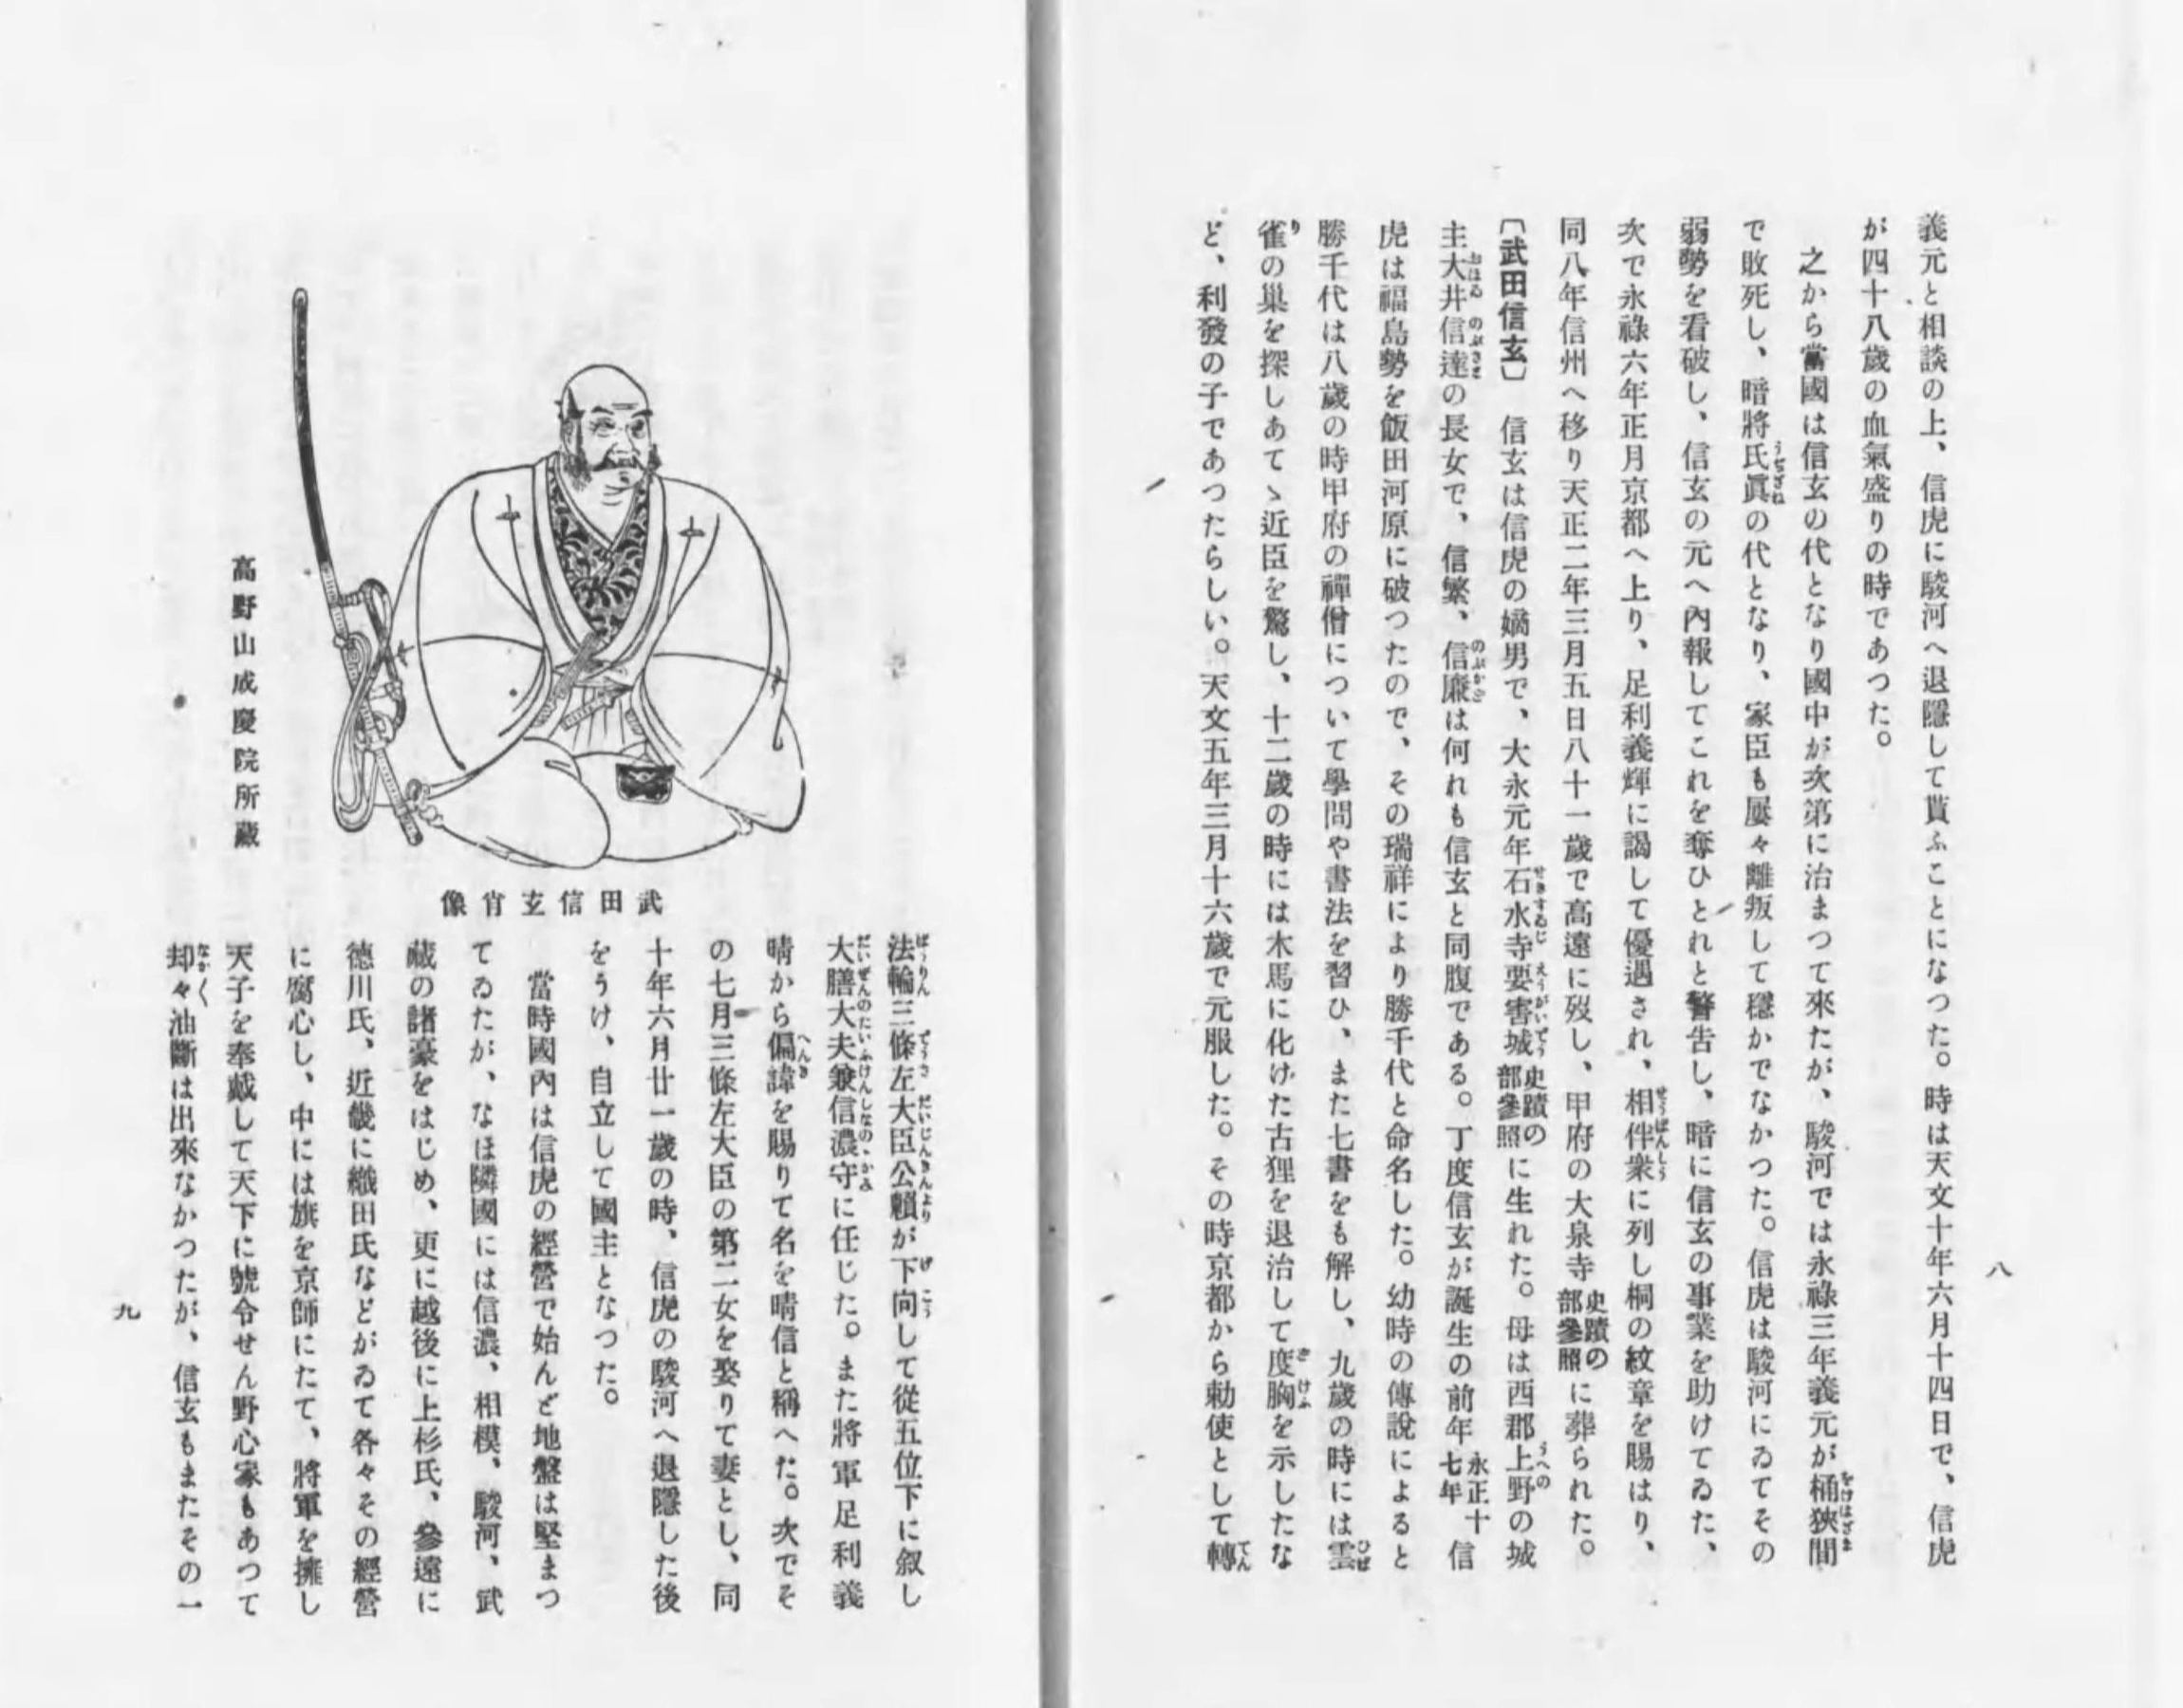 義元と相談の上、信虎に駿河へ退隱して貰ふことになつた。時は天文十年六月十四日で、信虎
が四十八歲の血氣盛りの時であつた。
之から當國は信玄の代となり國中が次第に治まつて來たが、駿河では永祿三年義元が桶狹間
で敗死し、暗將氏眞の代となり、家臣も屢々離叛して穩かでなかつた。信虎は駿河にゐてその
弱勢を看破し、信玄の元へ內報してこれを奪ひとれと警告し、暗に信玄の事業を助けてゐた、
次で永祿六年正月京都へ上り、足利義輝に謁して優遇され、相伴衆に列し桐の紋章を賜はり、
同八年信州へ移り天正二年三月五日八十一歲で高遠に歿し、甲府の大泉寺史蹟の部參照に葬られた。
〔武田信玄〕 信玄は信虎の嫡男で、大永元年石水寺要害城史蹟の部參照に生れた。母は西郡上野の城
主大井信達の長女で、信繁、信廉は何れも信玄と同腹である。丁度信玄が誕生の前年永正十七年信
虎は福島勢を飯田河原に破つたので、その瑞祥により勝千代と命名した。幼時の傳說によると
勝千代は八歲の時甲府の禪僧について學問や書法を習ひ、また七書をも解し、九歲の時には雲
雀の巢を探しあてゝ近臣を驚し、十二歲の時には木馬に化けた古狸を退治して度胸を示したな
ど、利發の子であつたらしい。天文五年三月十六歲で元服した。その時京都から勅使として轉
八
高野山成慶院所藏
武田信玄肖像
法輪三條左大臣公賴が下向して從五位下に叙し
大膳大夫兼信濃守に任じた。また將軍足利義
晴から偏諱を賜りて名を晴信と稱へた。次でそ
の七月三條左大臣の第二女を娶りて妻とし、同
十年六月廿一歲の時、信虎の駿河へ退隱した後
をうけ、自立して國主となつた。
當時國內は信虎の經營で始んど地盤は堅まつ
てゐたが、なほ隣國には信濃、相模、駿河、武
藏の諸豪をはじめ、更に越後に上杉氏、參遠に
德川氏、近畿に織田氏などがゐて各々その經營
に腐心し、中には旗を京師にたて、將軍を擁し
天子を奉戴して天下に號令せん野心家もあつて
却々油斷は出來なかつたが、信玄もまたその一
九